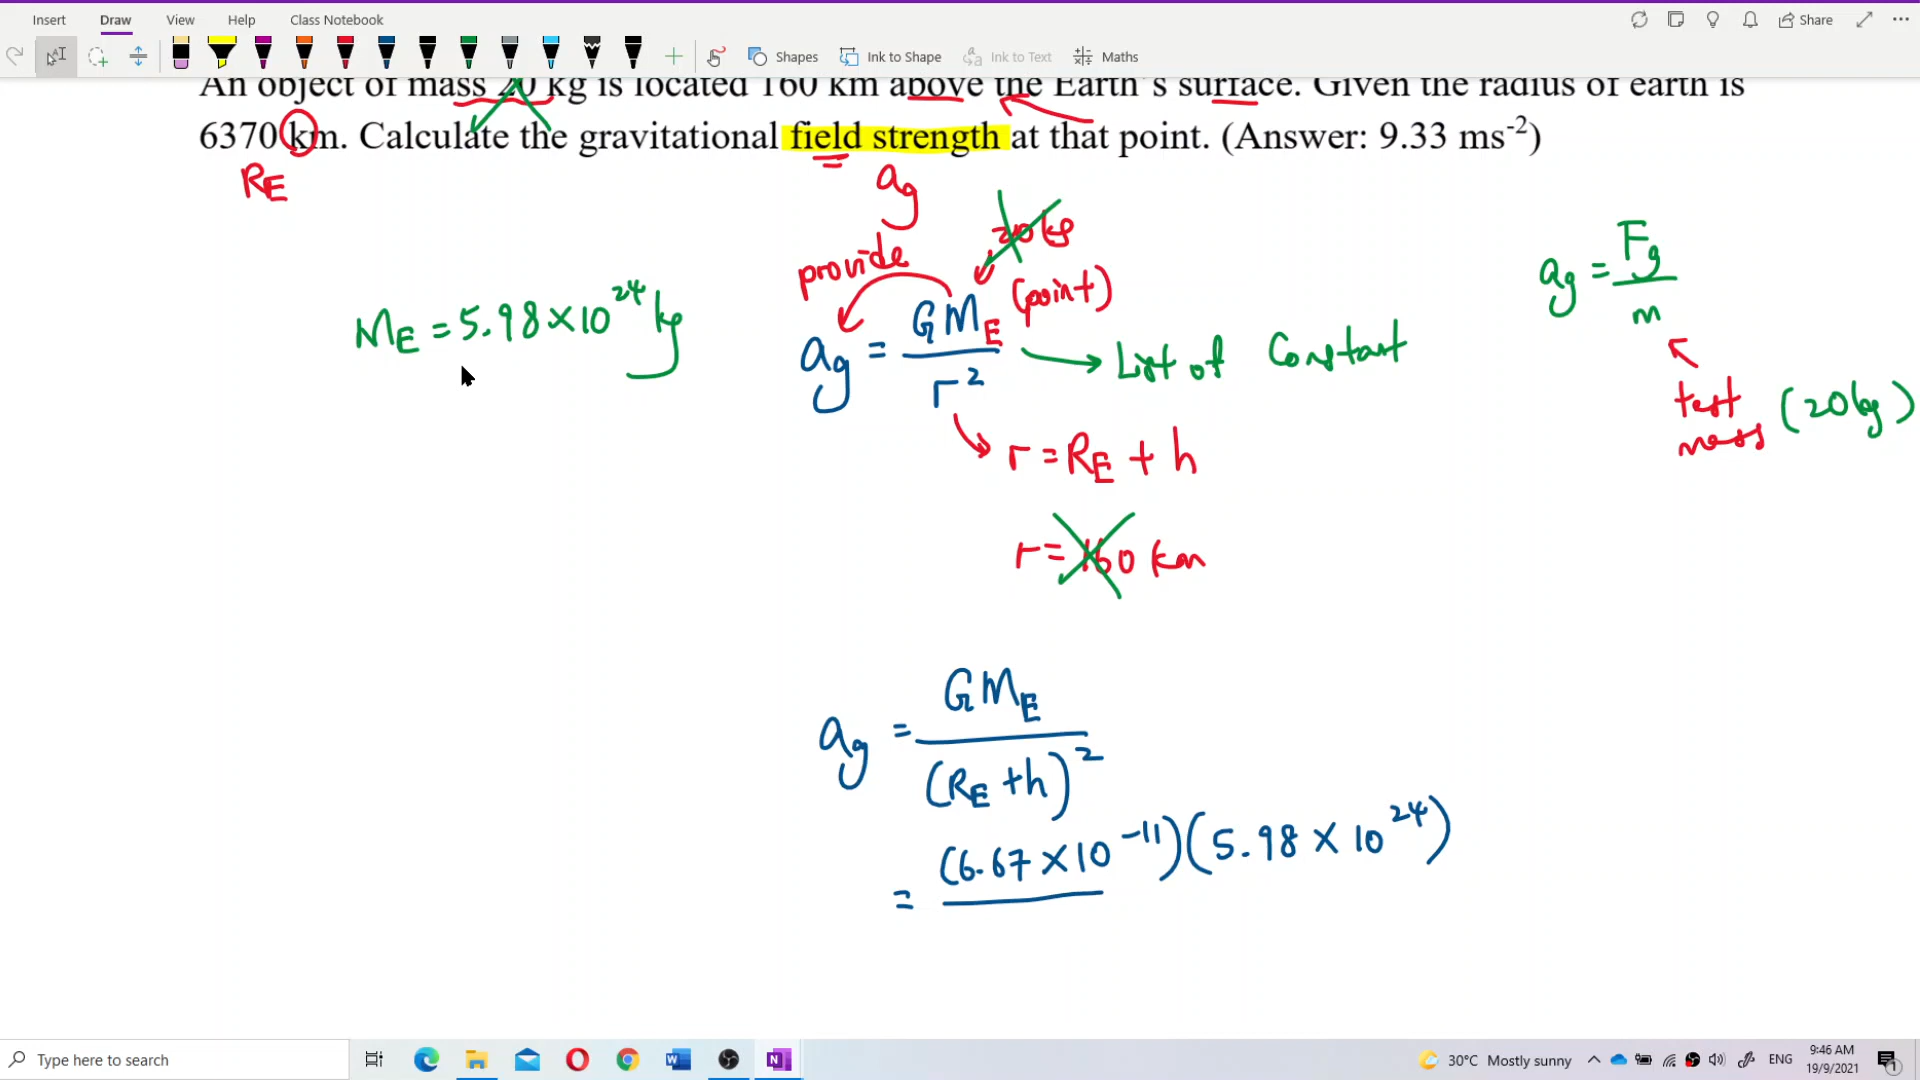 Insert Draw View Help Class Notebook Share
Shapes Ink to Shape Ink to Text Maths
An object of mass 20 kg is located 160 km above the Earth's surface. Given the radius of earth is
6370 km. Calculate the gravitational field strength at that point. (Answer: 9.33 ms⁻²)
RE
ag
20kg
provide
(point)
ME = 5.98 × 10²⁴ kg
ag = GME / r²
→ List of Constant
ag = Fg / m
test mass (20kg)
r = RE + h
r = 160 km
ag = GME / (RE + h)²
= (6.67 × 10⁻¹¹)(5.98 × 10²⁴)
Type here to search
30°C Mostly sunny
ENG
9:46 AM
19/9/2021
1